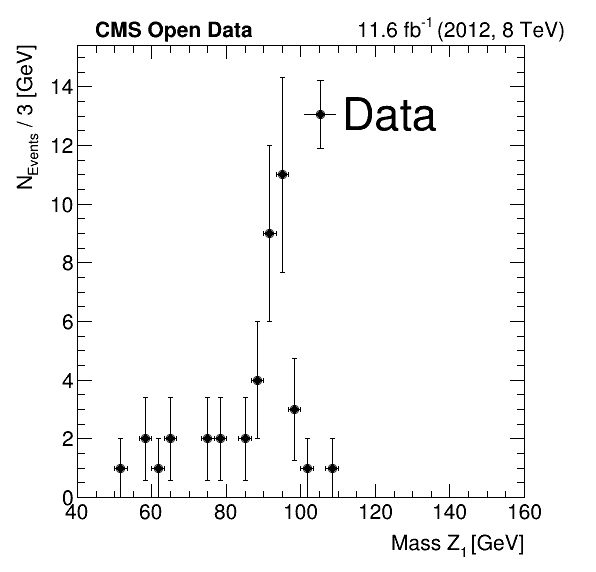 CMS Open Data 11.6 fb⁻¹ (2012, 8 TeV)
N_Events / 3 [GeV]
14
12
10
8
6
4
2
0
Data
40 60 80 100 120 140 160
Mass Z₁ [GeV]